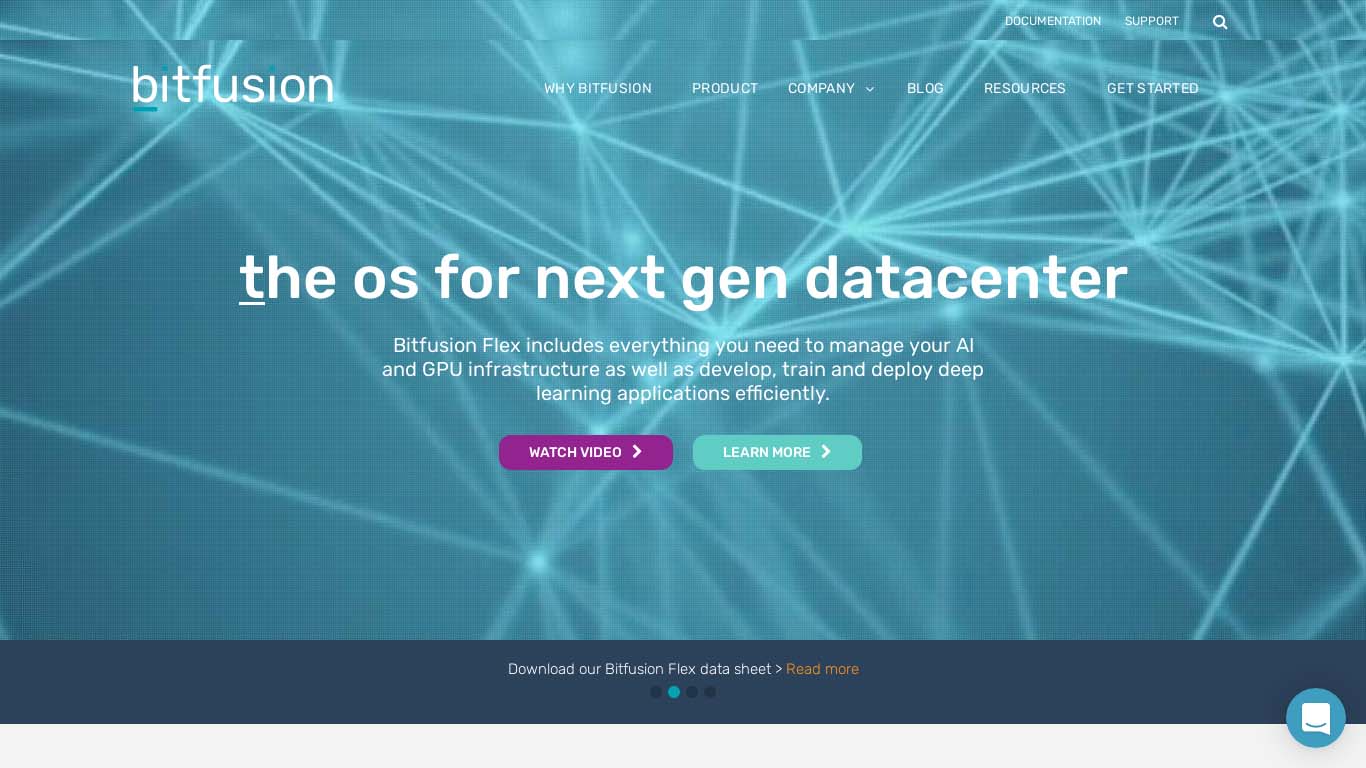 DOCUMENTATION SUPPORT
bitfusion
WHY BITFUSION PRODUCT COMPANY BLOG RESOURCES GET STARTED
the os for next gen datacenter
Bitfusion Flex includes everything you need to manage your AI
and GPU infrastructure as well as develop, train and deploy deep
learning applications efficiently.
WATCH VIDEO LEARN MORE
Download our Bitfusion Flex data sheet > Read more